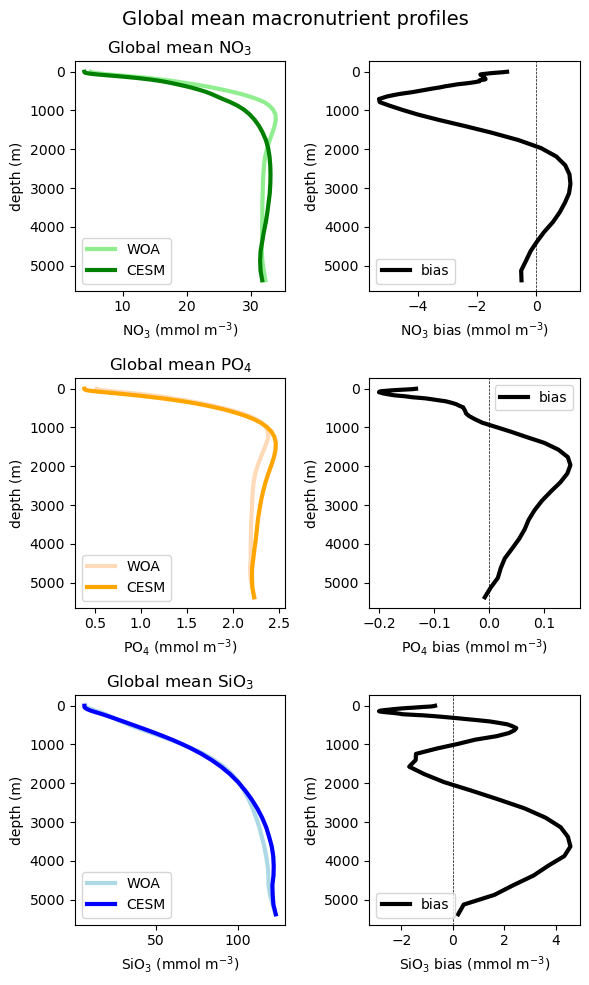 Global mean macronutrient profiles
Global mean NO₃
0
1000
2000
3000
4000
5000
depth (m)
WOA
CESM
10 20 30
NO₃ (mmol m⁻³)
0
1000
2000
3000
4000
5000
depth (m)
bias
−4 −2 0
NO₃ bias (mmol m⁻³)
Global mean PO₄
0
1000
2000
3000
4000
5000
depth (m)
WOA
CESM
0.5 1.0 1.5 2.0 2.5
PO₄ (mmol m⁻³)
0
1000
2000
3000
4000
5000
depth (m)
bias
−0.2 −0.1 0.0 0.1
PO₄ bias (mmol m⁻³)
Global mean SiO₃
0
1000
2000
3000
4000
5000
depth (m)
WOA
CESM
50 100
SiO₃ (mmol m⁻³)
0
1000
2000
3000
4000
5000
depth (m)
bias
−2 0 2 4
SiO₃ bias (mmol m⁻³)